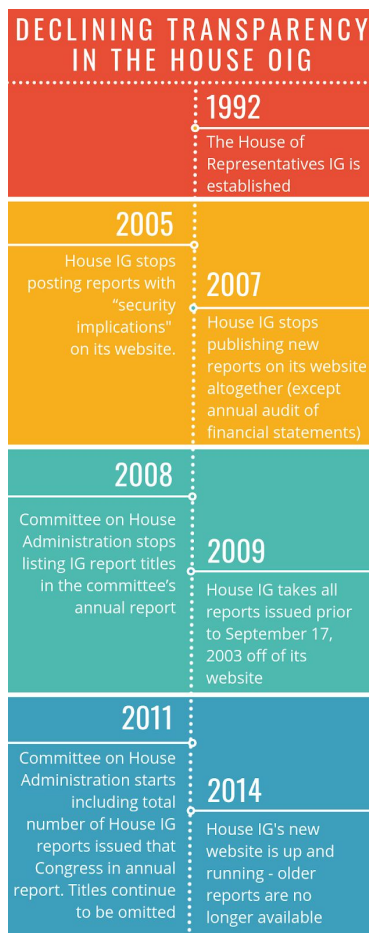 DECLINING TRANSPARENCY
IN THE HOUSE OIG
1992
The House of
Representatives IG is
established
2005
House IG stops
posting reports with
“security
implications"
on its website.
2007
House IG stops
publishing new
reports on its website
altogether (except
annual audit of
financial statements)
2008
Committee on House
Administration stops
listing IG report titles
in the committee’s
annual report
2009
House IG takes all
reports issued prior
to September 17,
2003 off of its
website
2011
Committee on House
Administration starts
including total
number of House IG
reports issued that
Congress in annual
report. Titles continue
to be omitted
2014
House IG's new
website is up and
running - older
reports are no
longer available